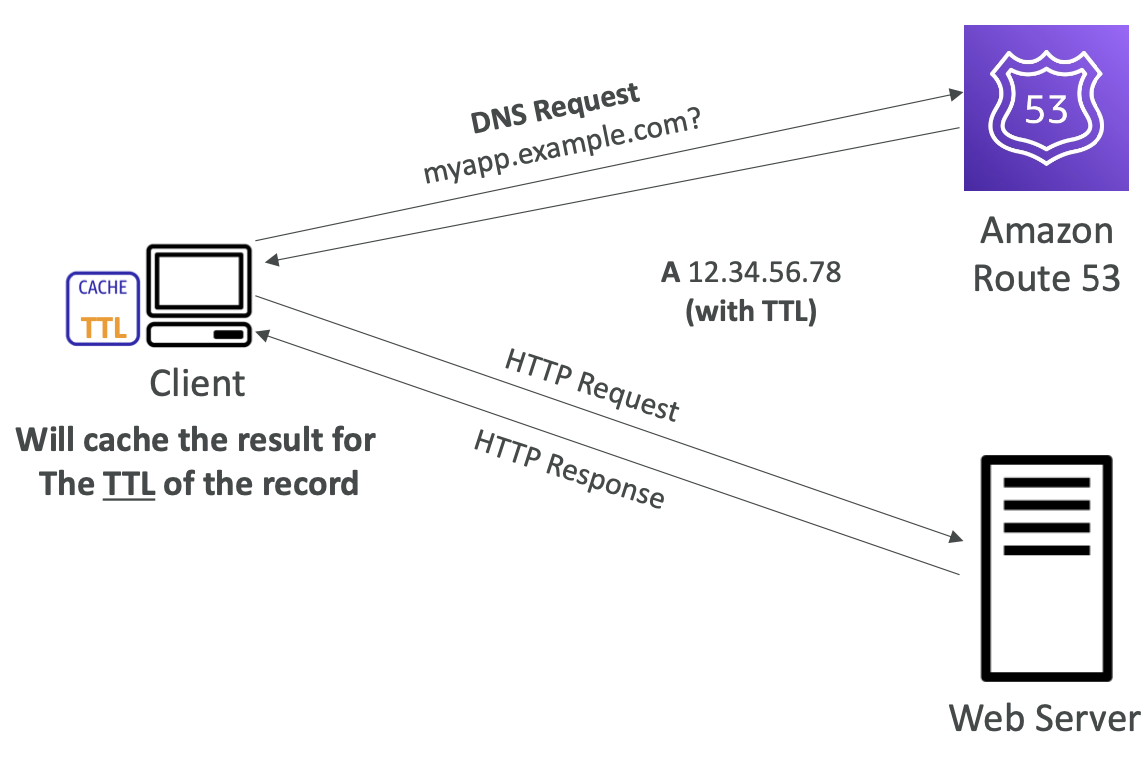 DNS Request
myapp.example.com?
53
Amazon
Route 53
A 12.34.56.78
(with TTL)
CACHE
TTL
Client
Will cache the result for
The TTL of the record
HTTP Request
HTTP Response
Web Server